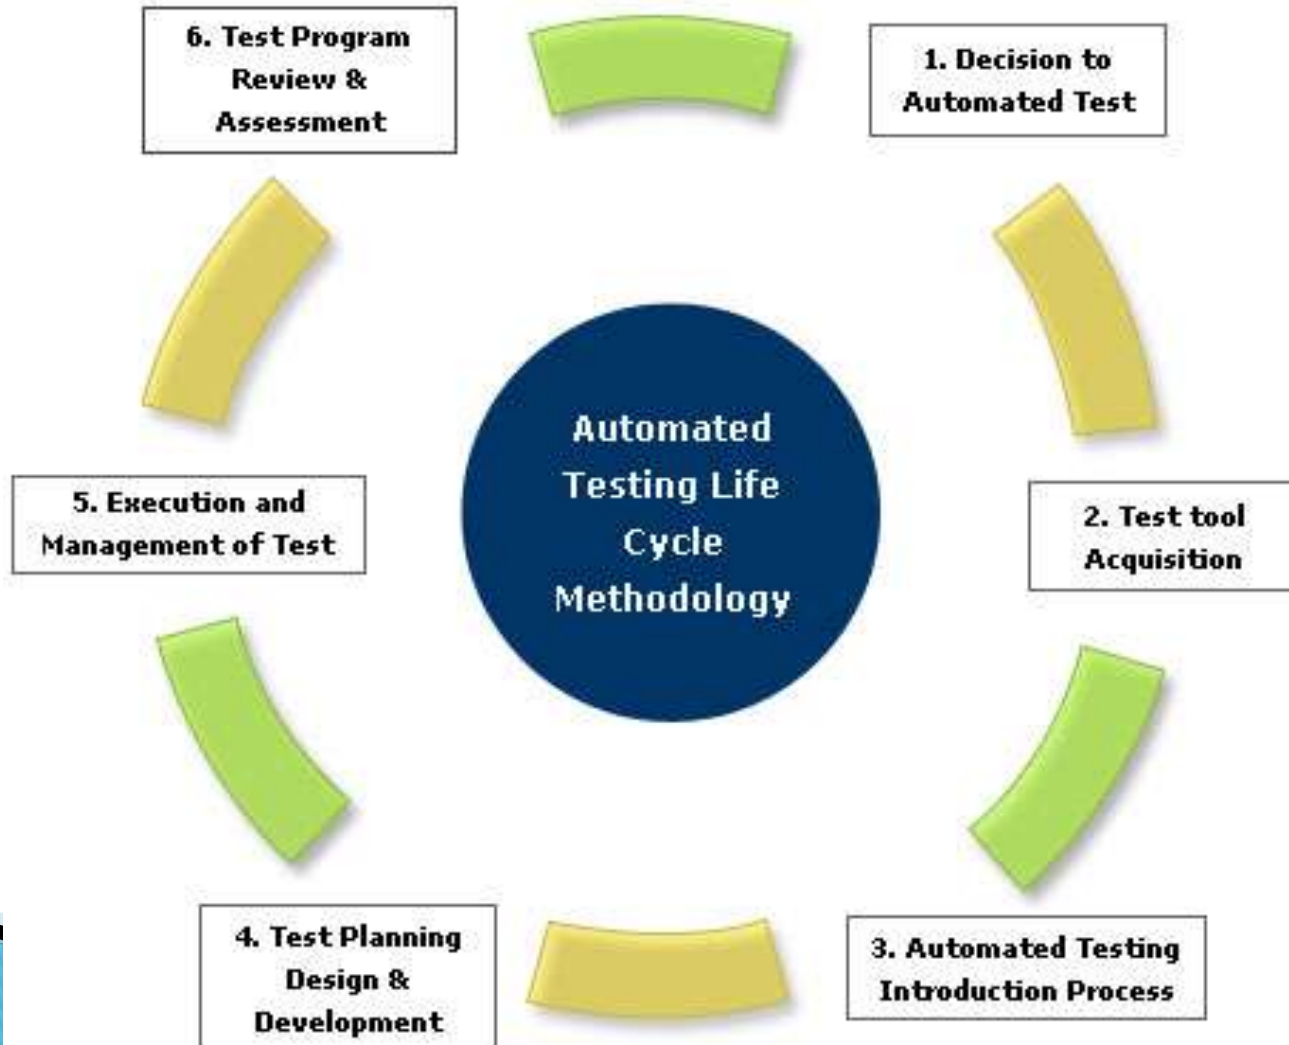 6. Test Program
Review &
Assessment
1. Decision to
Automated Test
Automated
Testing Life
Cycle
Methodology
5. Execution and
Management of Test
2. Test tool
Acquisition
4. Test Planning
Design &
Development
3. Automated Testing
Introduction Process